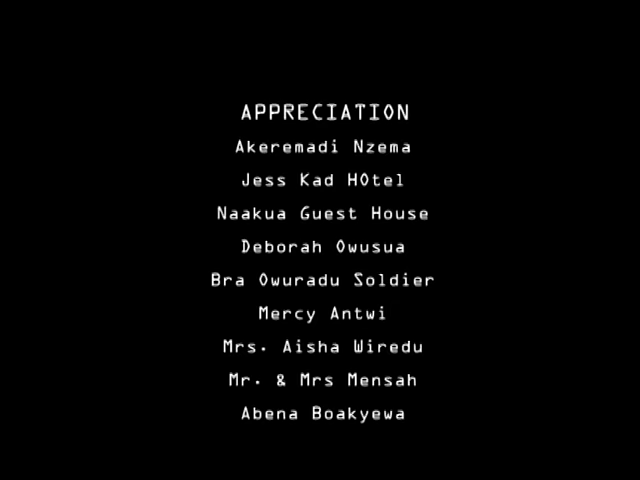 APPRECIATION
Akeremadi Nzema
Jess Kad HOtel
Naakua Guest House
Deborah Owusua
Bra Owuradu Soldier
Mercy Antwi
Mrs. Aisha Wiredu
Mr. & Mrs Mensah
Abena Boakyewa